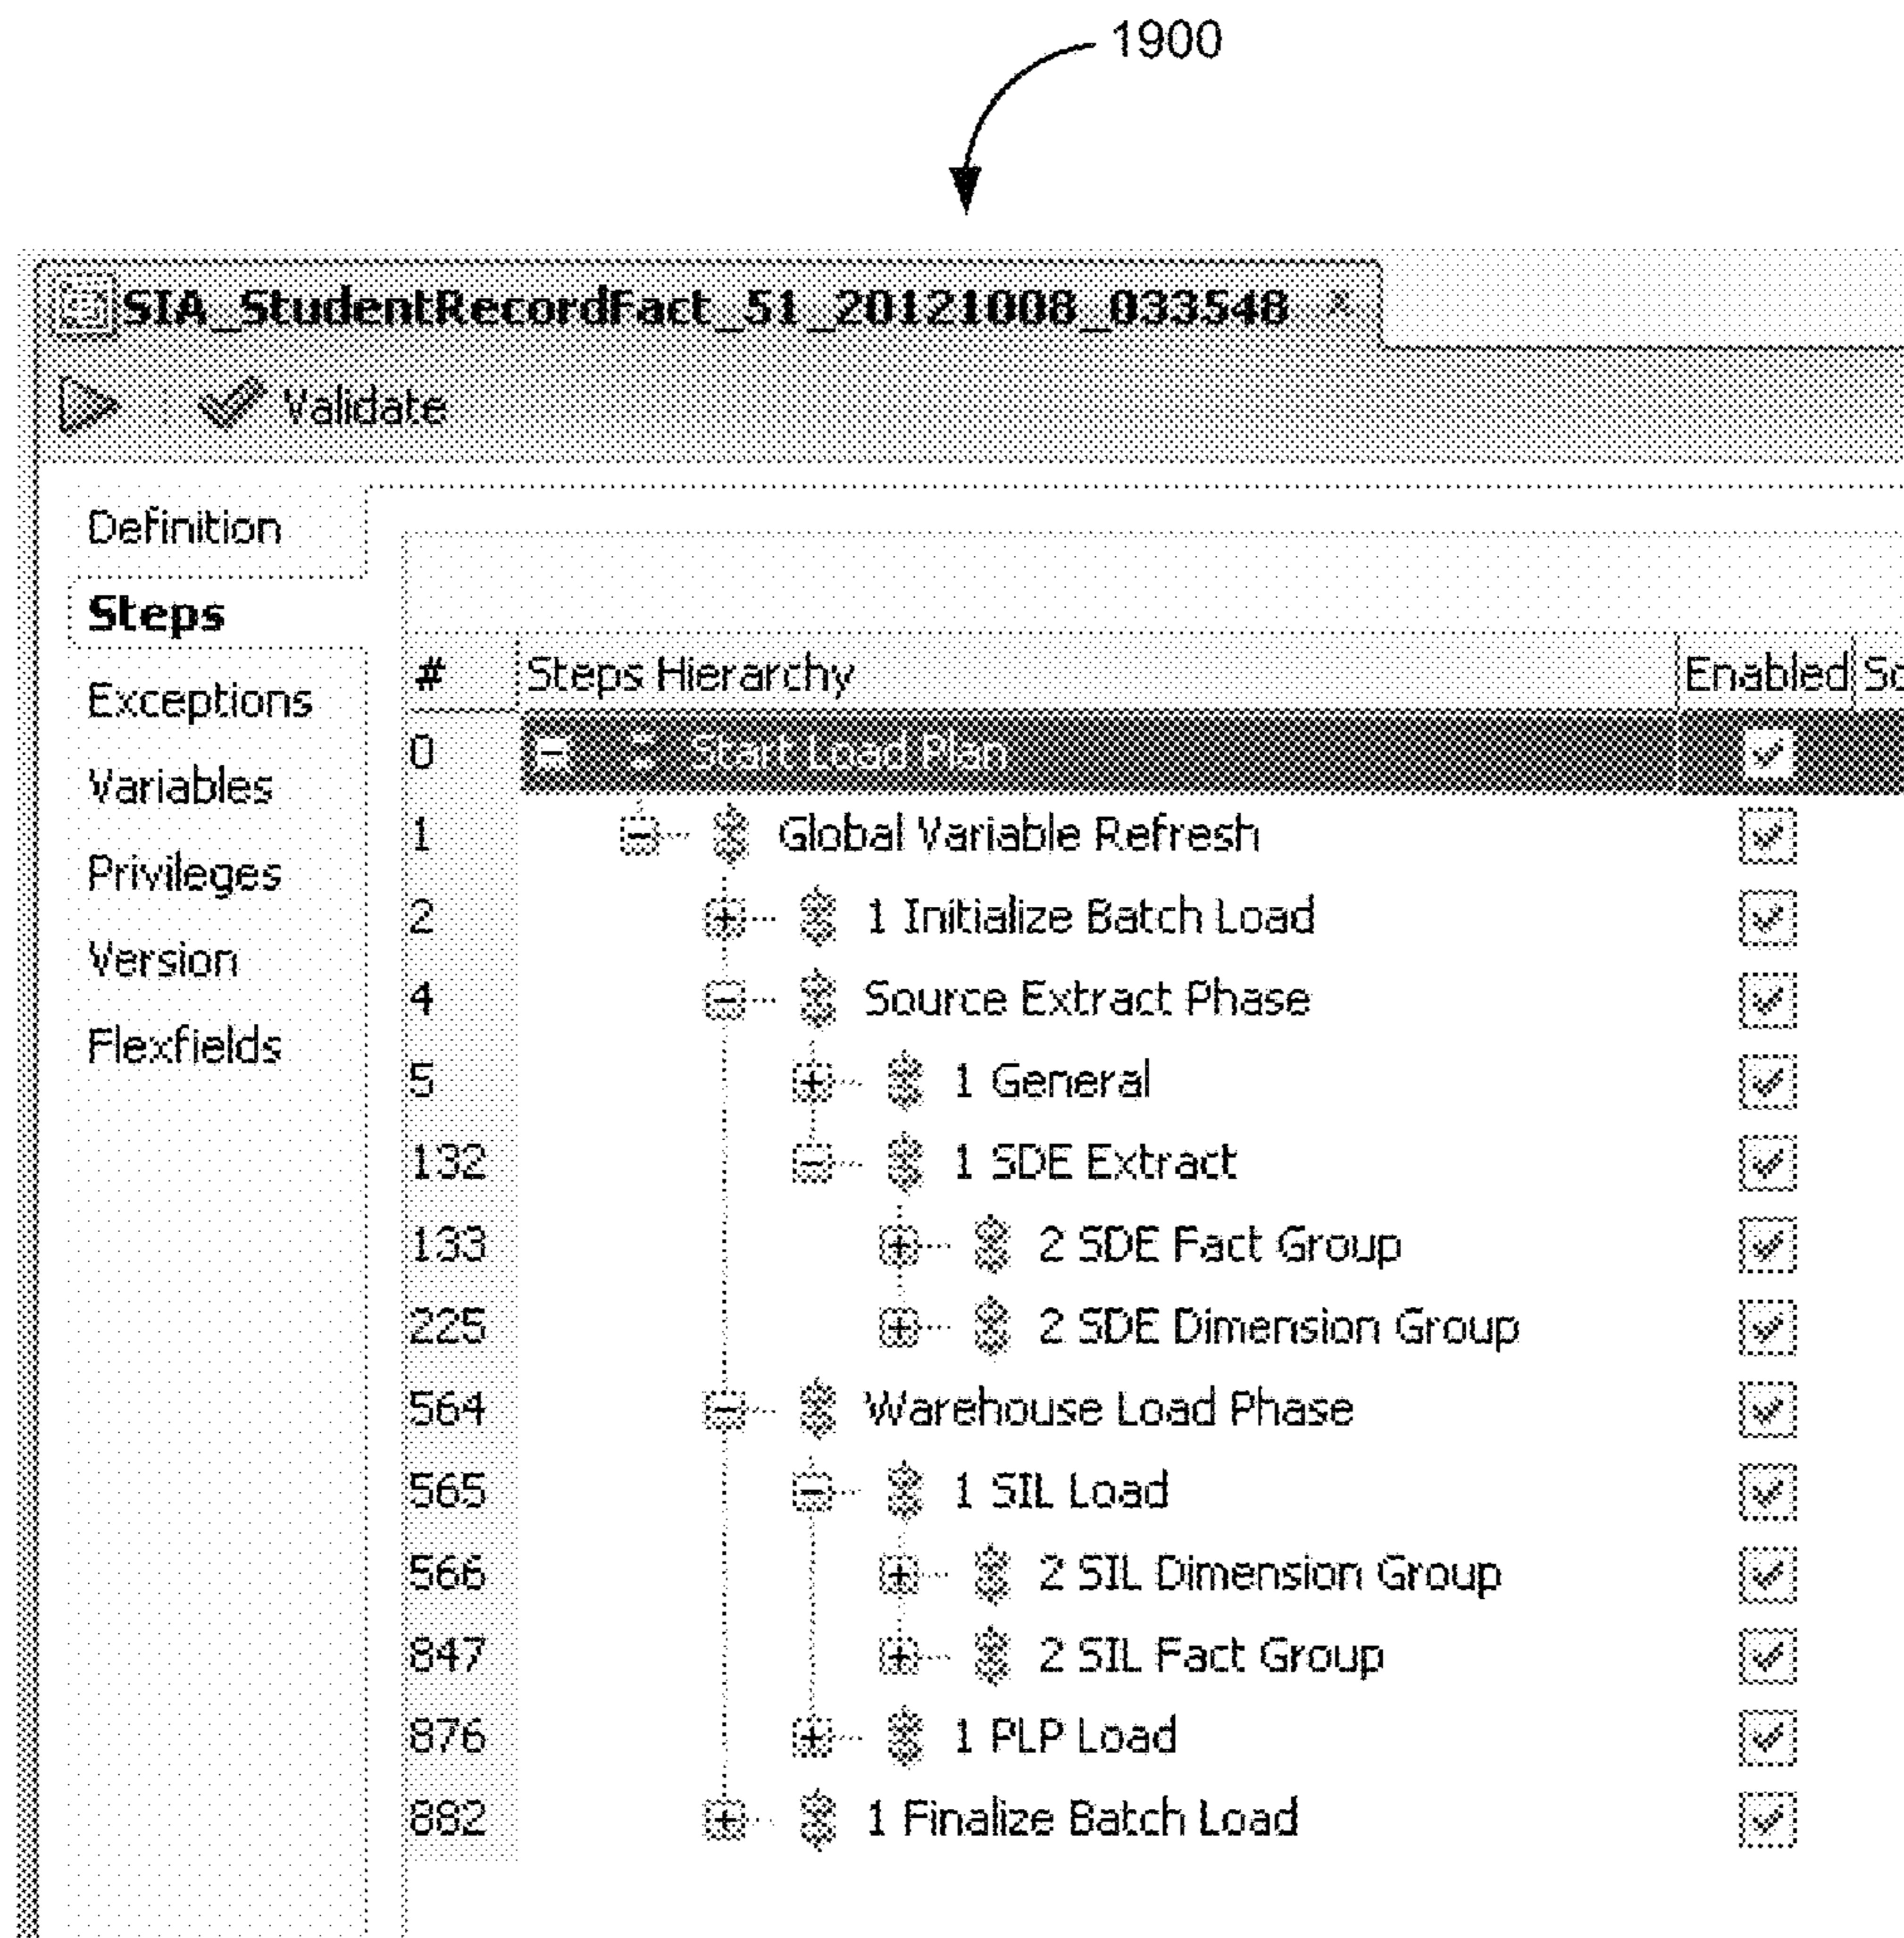 1900
SIA_StudentRecordFact_51_20121008_033548
Validate
Definition
Steps
Exceptions
Variables
Privileges
Version
Flexfields
# Steps Hierarchy Enabled Sc
0 Start Load Plan
1 Global Variable Refresh
2 1 Initialize Batch Load
4 Source Extract Phase
5 1 General
132 1 SDE Extract
133 2 SDE Fact Group
225 2 SDE Dimension Group
564 Warehouse Load Phase
565 1 SIL Load
566 2 SIL Dimension Group
847 2 SIL Fact Group
876 1 PLP Load
882 1 Finalize Batch Load